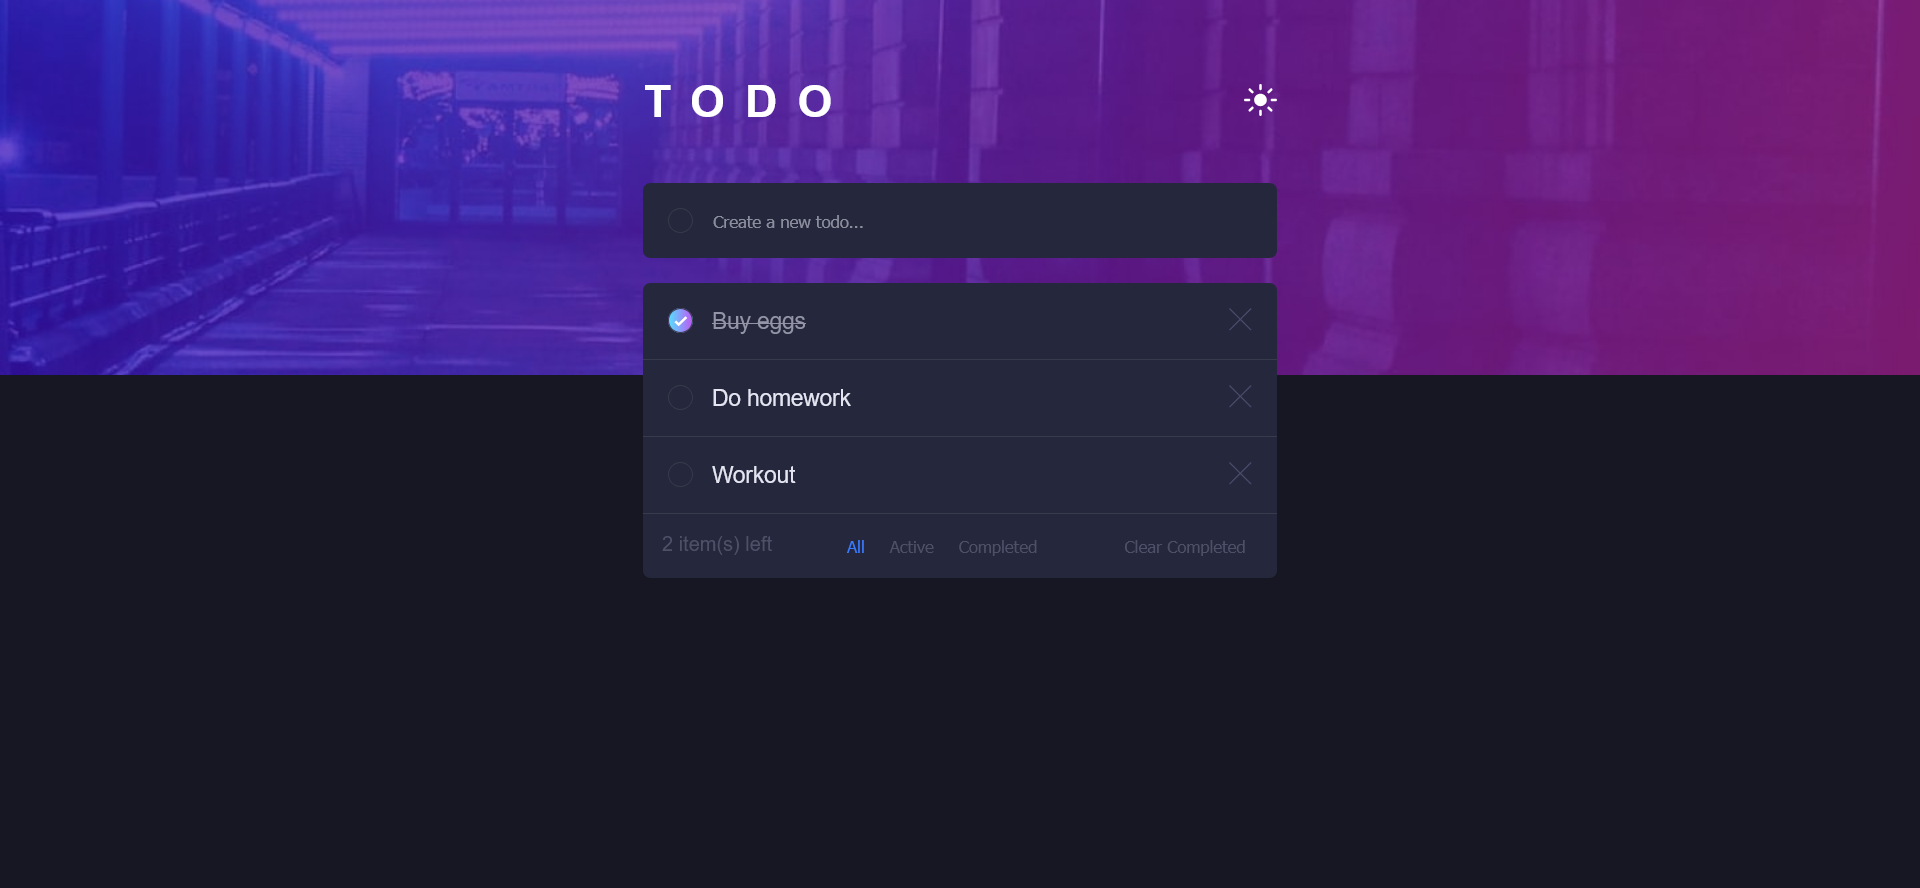 TODO
Create a new todo...
Buy eggs
Do homework
Workout
2 item(s) left All Active Completed Clear Completed